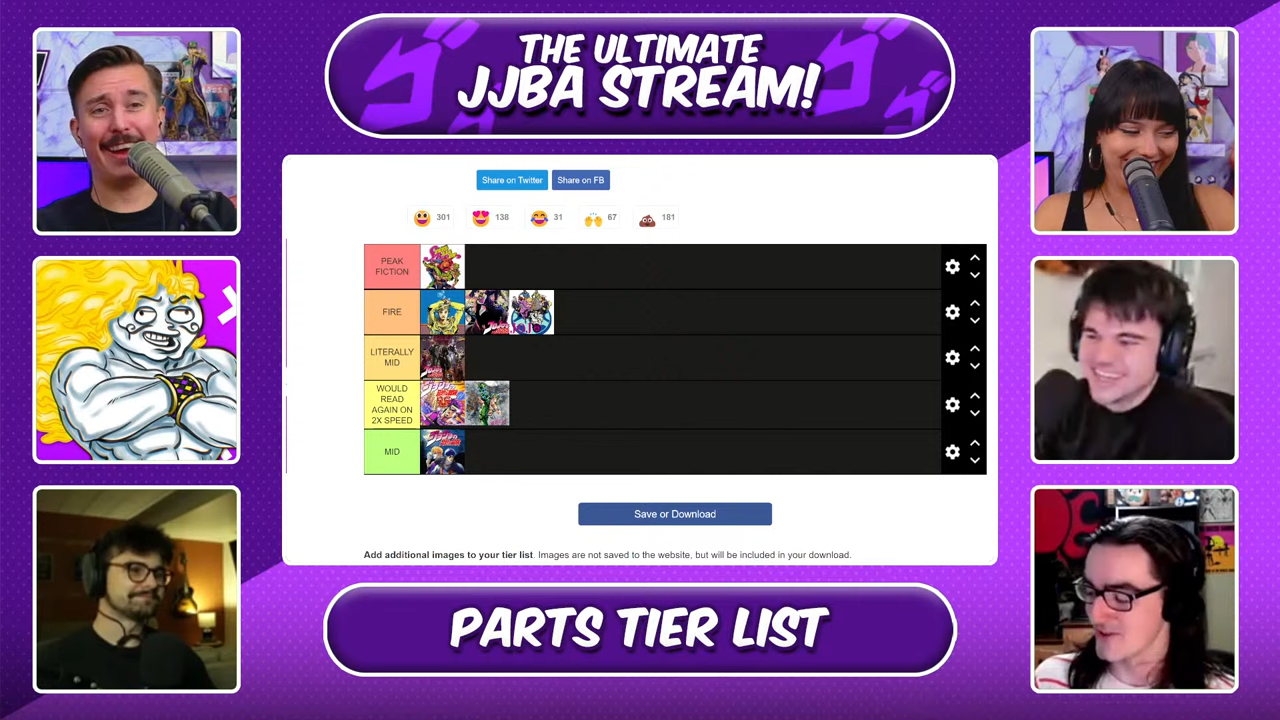 THE ULTIMATE
JJBA STREAM!
Share on Twitter Share on FB
301 138 31 67 181
PEAK
FICTION
FIRE
LITERALLY
MID
WOULD
READ
AGAIN ON
2X SPEED
MID
Save or Download
Add additional images to your tier list. Images are not saved to the website, but will be included in your download.
PARTS TIER LIST